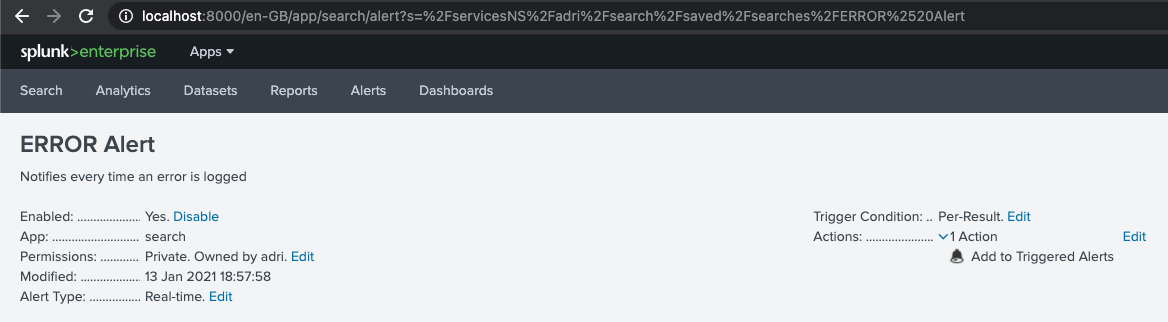 localhost:8000/en-GB/app/search/alert?s=%2FservicesNS%2Fadri%2Fsearch%2Fsaved%2Fsearches%2FERROR%2520Alert
splunk>enterprise Apps
Search Analytics Datasets Reports Alerts Dashboards
ERROR Alert
Notifies every time an error is logged
Enabled: .................... Yes. Disable
App: ........................... search
Permissions: ............ Private. Owned by adri. Edit
Modified: ................... 13 Jan 2021 18:57:58
Alert Type: ................ Real-time. Edit
Trigger Condition: .. Per-Result. Edit
Actions: ..................... 1 Action Edit
Add to Triggered Alerts